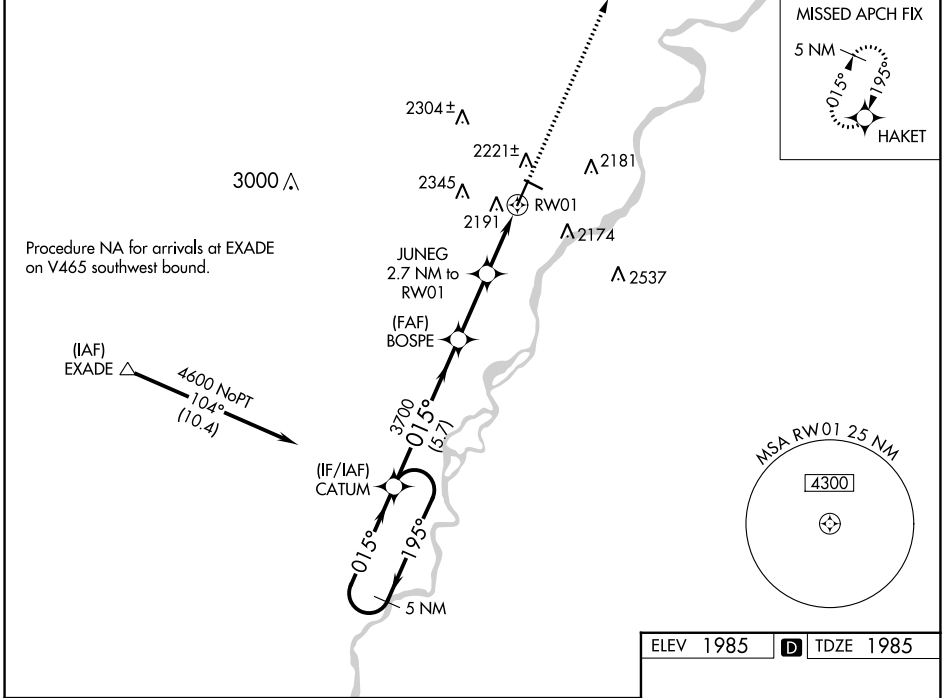 MISSED APCH FIX
5 NM
015°
195°
HAKET
2304±
2221±
2181
3000
2345
2191
RW01
2174
Procedure NA for arrivals at EXADE
on V465 southwest bound.
JUNEG
2.7 NM to
RW01
2537
(FAF)
BOSPE
(IAF)
EXADE
4600 NoPT
104°
(10.4)
3700
015°
(5.7)
(IF/IAF)
CATUM
015°
195°
5 NM
MSA RW01 25 NM
4300
ELEV 1985 D TDZE 1985